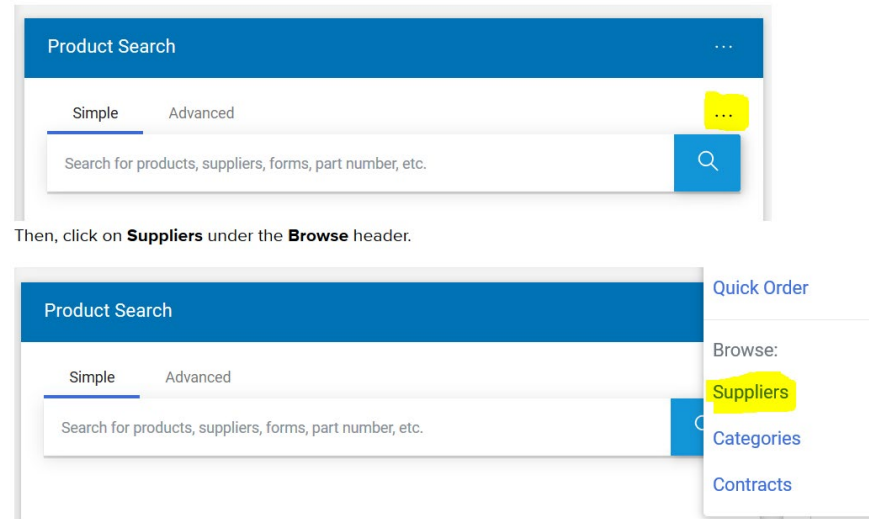 Product Search ...
Simple Advanced ...
Search for products, suppliers, forms, part number, etc.
Then, click on Suppliers under the Browse header.
Product Search
Simple Advanced
Search for products, suppliers, forms, part number, etc.
Quick Order
Browse:
Suppliers
Categories
Contracts